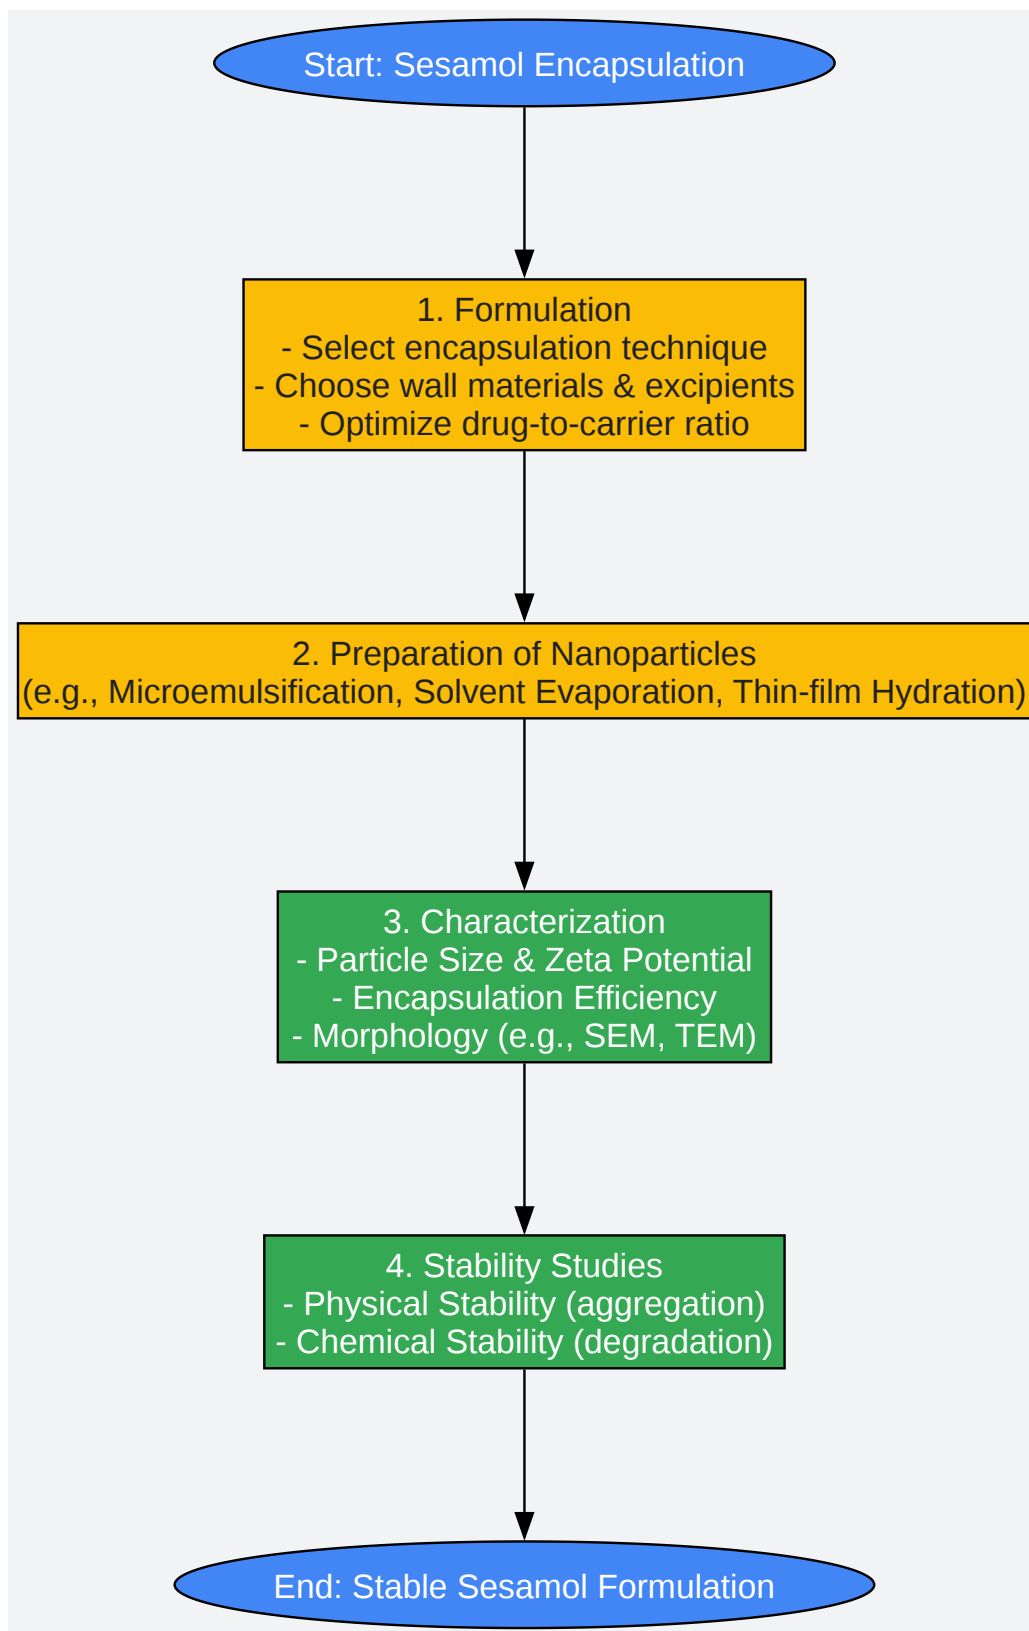 Start: Sesamol Encapsulation
1. Formulation
- Select encapsulation technique
- Choose wall materials & excipients
- Optimize drug-to-carrier ratio
2. Preparation of Nanoparticles
(e.g., Microemulsification, Solvent Evaporation, Thin-film Hydration)
3. Characterization
- Particle Size & Zeta Potential
- Encapsulation Efficiency
- Morphology (e.g., SEM, TEM)
4. Stability Studies
- Physical Stability (aggregation)
- Chemical Stability (degradation)
End: Stable Sesamol Formulation